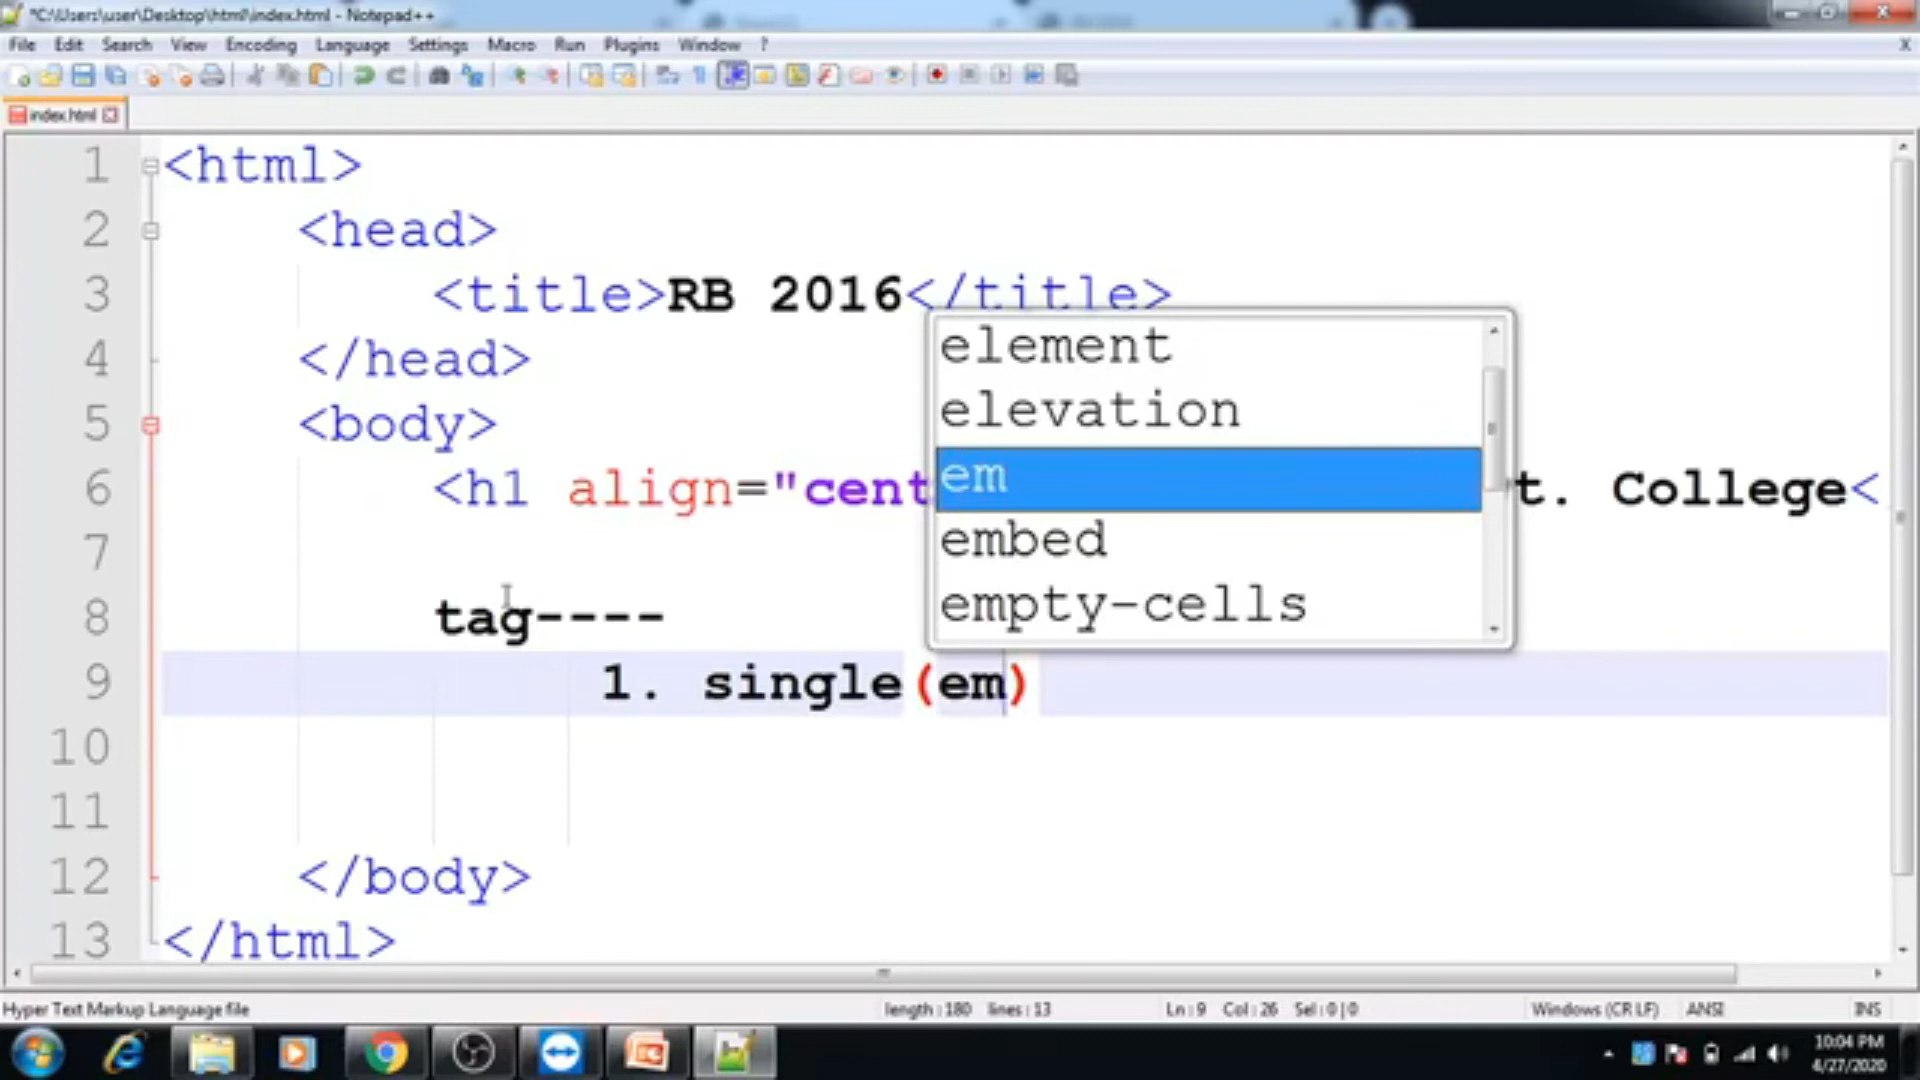 *C:\Users\user\Desktop\html\index.html - Notepad++
File Edit Search View Encoding Language Settings Macro Run Plugins Window ? X
index.html
1 <html>
2 <head>
3 <title>RB 2016</title>
4 </head>
5 <body>
6 <h1 align="cent t. College<
7
8 tag----
9 1. single(em)
10
11
12 </body>
13 </html>
element
elevation
em
embed
empty-cells
Hyper Text Markup Language file length : 180 lines : 13 Ln : 9 Col : 26 Sel : 0 | 0 Windows (CR LF) ANSI INS
10:04 PM
4/27/2020